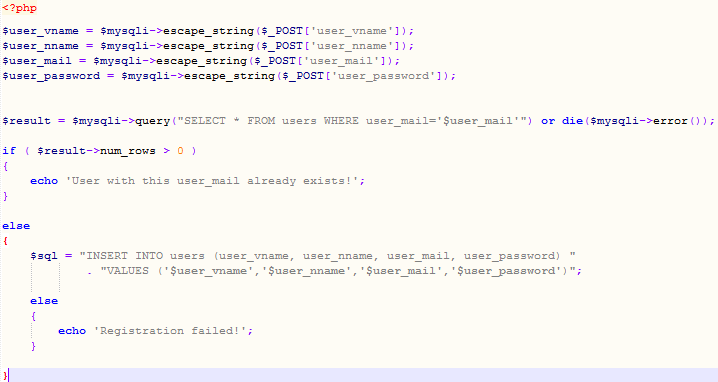 <?php
$user_vname = $mysqli->escape_string($_POST['user_vname']);
$user_nname = $mysqli->escape_string($_POST['user_nname']);
$user_mail = $mysqli->escape_string($_POST['user_mail']);
$user_password = $mysqli->escape_string($_POST['user_password']);
$result = $mysqli->query("SELECT * FROM users WHERE user_mail='$user_mail'") or die($mysqli->error());
if ( $result->num_rows > 0 )
{
echo 'User with this user_mail already exists!';
}
else
{
$sql = "INSERT INTO users (user_vname, user_nname, user_mail, user_password) "
. "VALUES ('$user_vname','$user_nname','$user_mail','$user_password')";
else
{
echo 'Registration failed!';
}
}